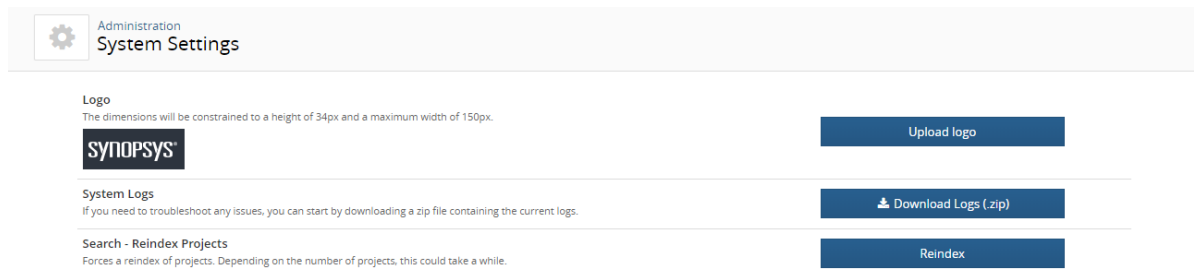 Administration
System Settings
Logo
The dimensions will be constrained to a height of 34px and a maximum width of 150px.
Upload logo
SYNOPSYS®
System Logs
If you need to troubleshoot any issues, you can start by downloading a zip file containing the current logs.
Download Logs (.zip)
Search - Reindex Projects
Forces a reindex of projects. Depending on the number of projects, this could take a while.
Reindex